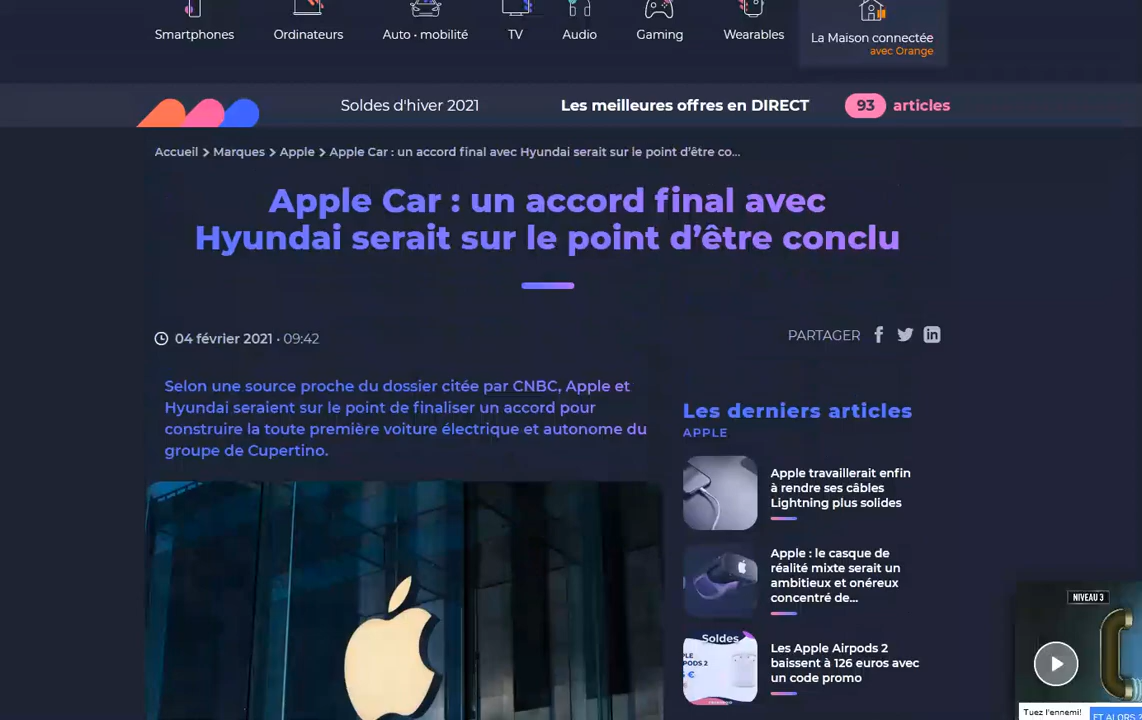 Smartphones
Ordinateurs
Auto • mobilité
TV
Audio
Gaming
Wearables
La Maison connectée
avec Orange
Soldes d'hiver 2021
Les meilleures offres en DIRECT
93 articles
Accueil > Marques > Apple > Apple Car : un accord final avec Hyundai serait sur le point d’être co...
Apple Car : un accord final avec
Hyundai serait sur le point d’être conclu
04 février 2021 • 09:42
PARTAGER
Selon une source proche du dossier citée par CNBC, Apple et
Hyundai seraient sur le point de finaliser un accord pour
construire la toute première voiture électrique et autonome du
groupe de Cupertino.
Les derniers articles
APPLE
Apple travaillerait enfin
à rendre ses câbles
Lightning plus solides
Apple : le casque de
réalité mixte serait un
ambitieux et onéreux
concentré de...
Soldes
PODS 2
€
Les Apple Airpods 2
baissent à 126 euros avec
un code promo
NIVEAU 3
Tuez l'ennemi!
ET ALORS